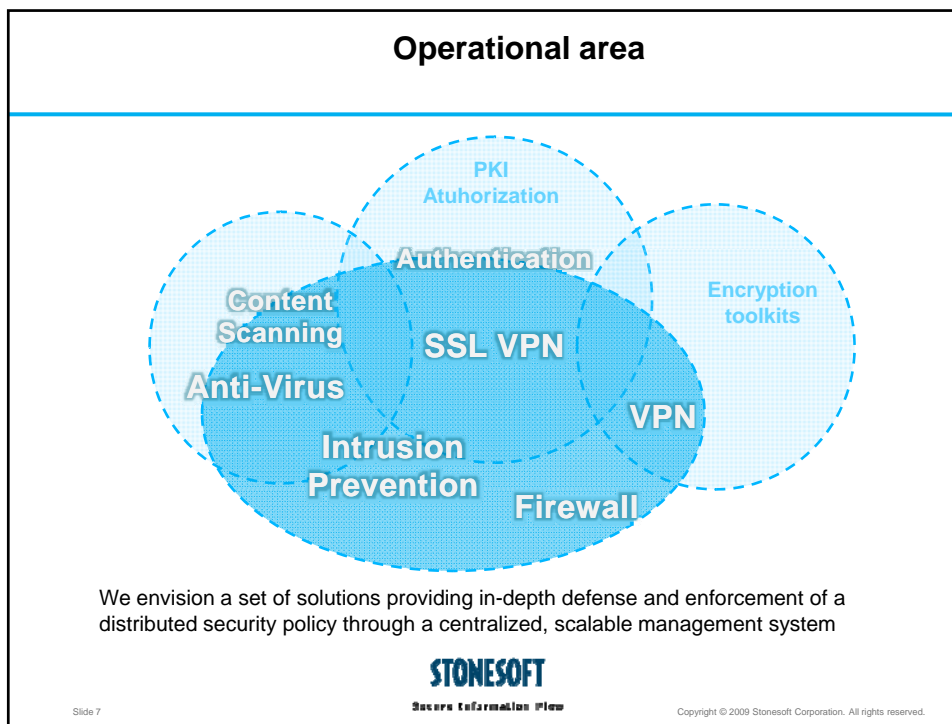 Operational area
PKI
Atuhorization
Authentication
Content
Scanning
Encryption
toolkits
SSL VPN
Anti-Virus
VPN
Intrusion
Prevention
Firewall
We envision a set of solutions providing in-depth defense and enforcement of a
distributed security policy through a centralized, scalable management system
STONESOFT
Secure Information Flow
Slide 7
Copyright © 2009 Stonesoft Corporation. All rights reserved.